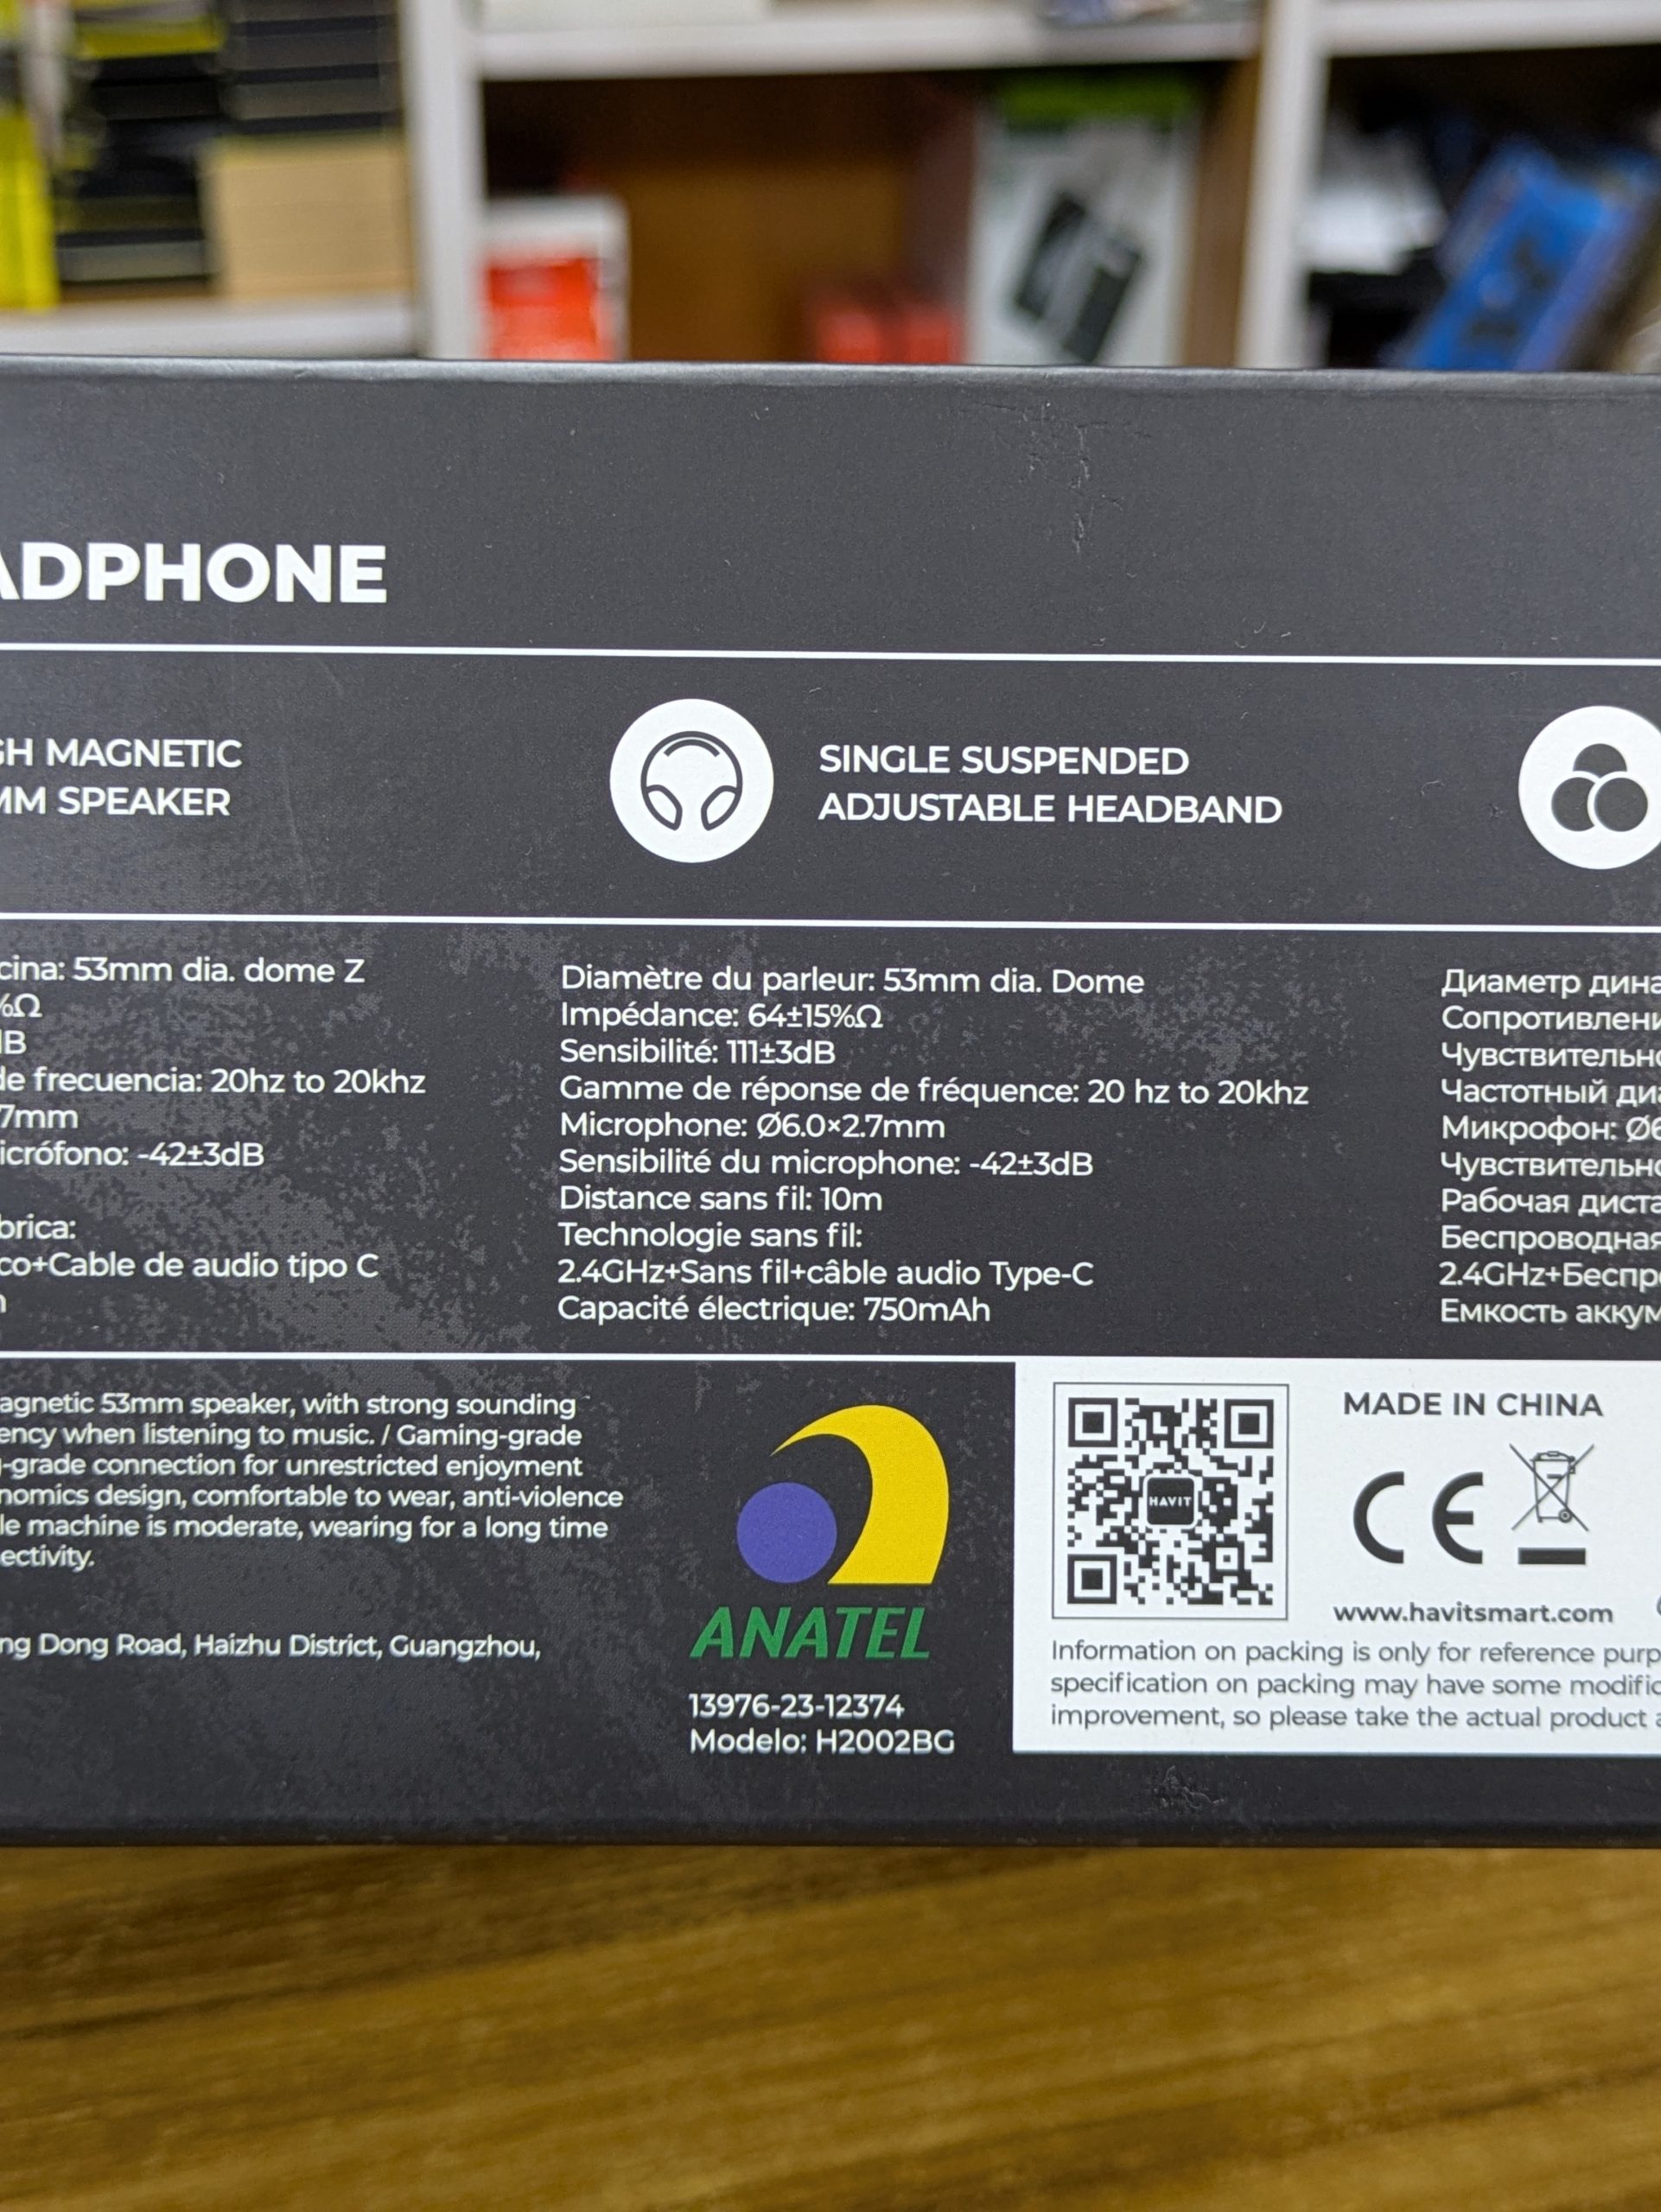 ADPHONE
GH MAGNETIC
MM SPEAKER
SINGLE SUSPENDED
ADJUSTABLE HEADBAND
cina: 53mm dia. dome Z
%Ω
dB
de frecuencia: 20hz to 20khz
7mm
icrófono: -42±3dB
brica:
co+Cable de audio tipo C
Diamètre du parleur: 53mm dia. Dome
Impédance: 64±15%Ω
Sensibilité: 111±3dB
Gamme de réponse de fréquence: 20 hz to 20khz
Microphone: Ø6.0×2.7mm
Sensibilité du microphone: -42±3dB
Distance sans fil: 10m
Technologie sans fil:
2.4GHz+Sans fil+câble audio Type-C
Capacité électrique: 750mAh
Диаметр дина
Сопротивлени
Чувствительно
Частотный диа
Микрофон: Ø6
Чувствительно
Рабочая диста
Беспроводная
2.4GHz+Беспро
Емкость аккум
agnetic 53mm speaker, with strong sounding
ency when listening to music. / Gaming-grade
-grade connection for unrestricted enjoyment
nomics design, comfortable to wear, anti-violence
le machine is moderate, wearing for a long time
ectivity.
ng Dong Road, Haizhu District, Guangzhou,
ANATEL
13976-23-12374
Modelo: H2002BG
HAVIT
MADE IN CHINA
CE
www.havitsmart.com
Information on packing is only for reference purp
specification on packing may have some modific
improvement, so please take the actual product a